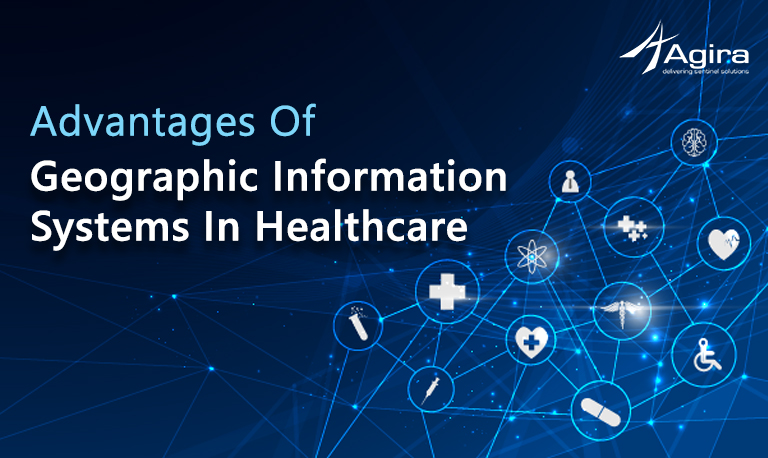 Agira
delivering sentinel solutions
Advantages Of
Geographic Information
Systems In Healthcare